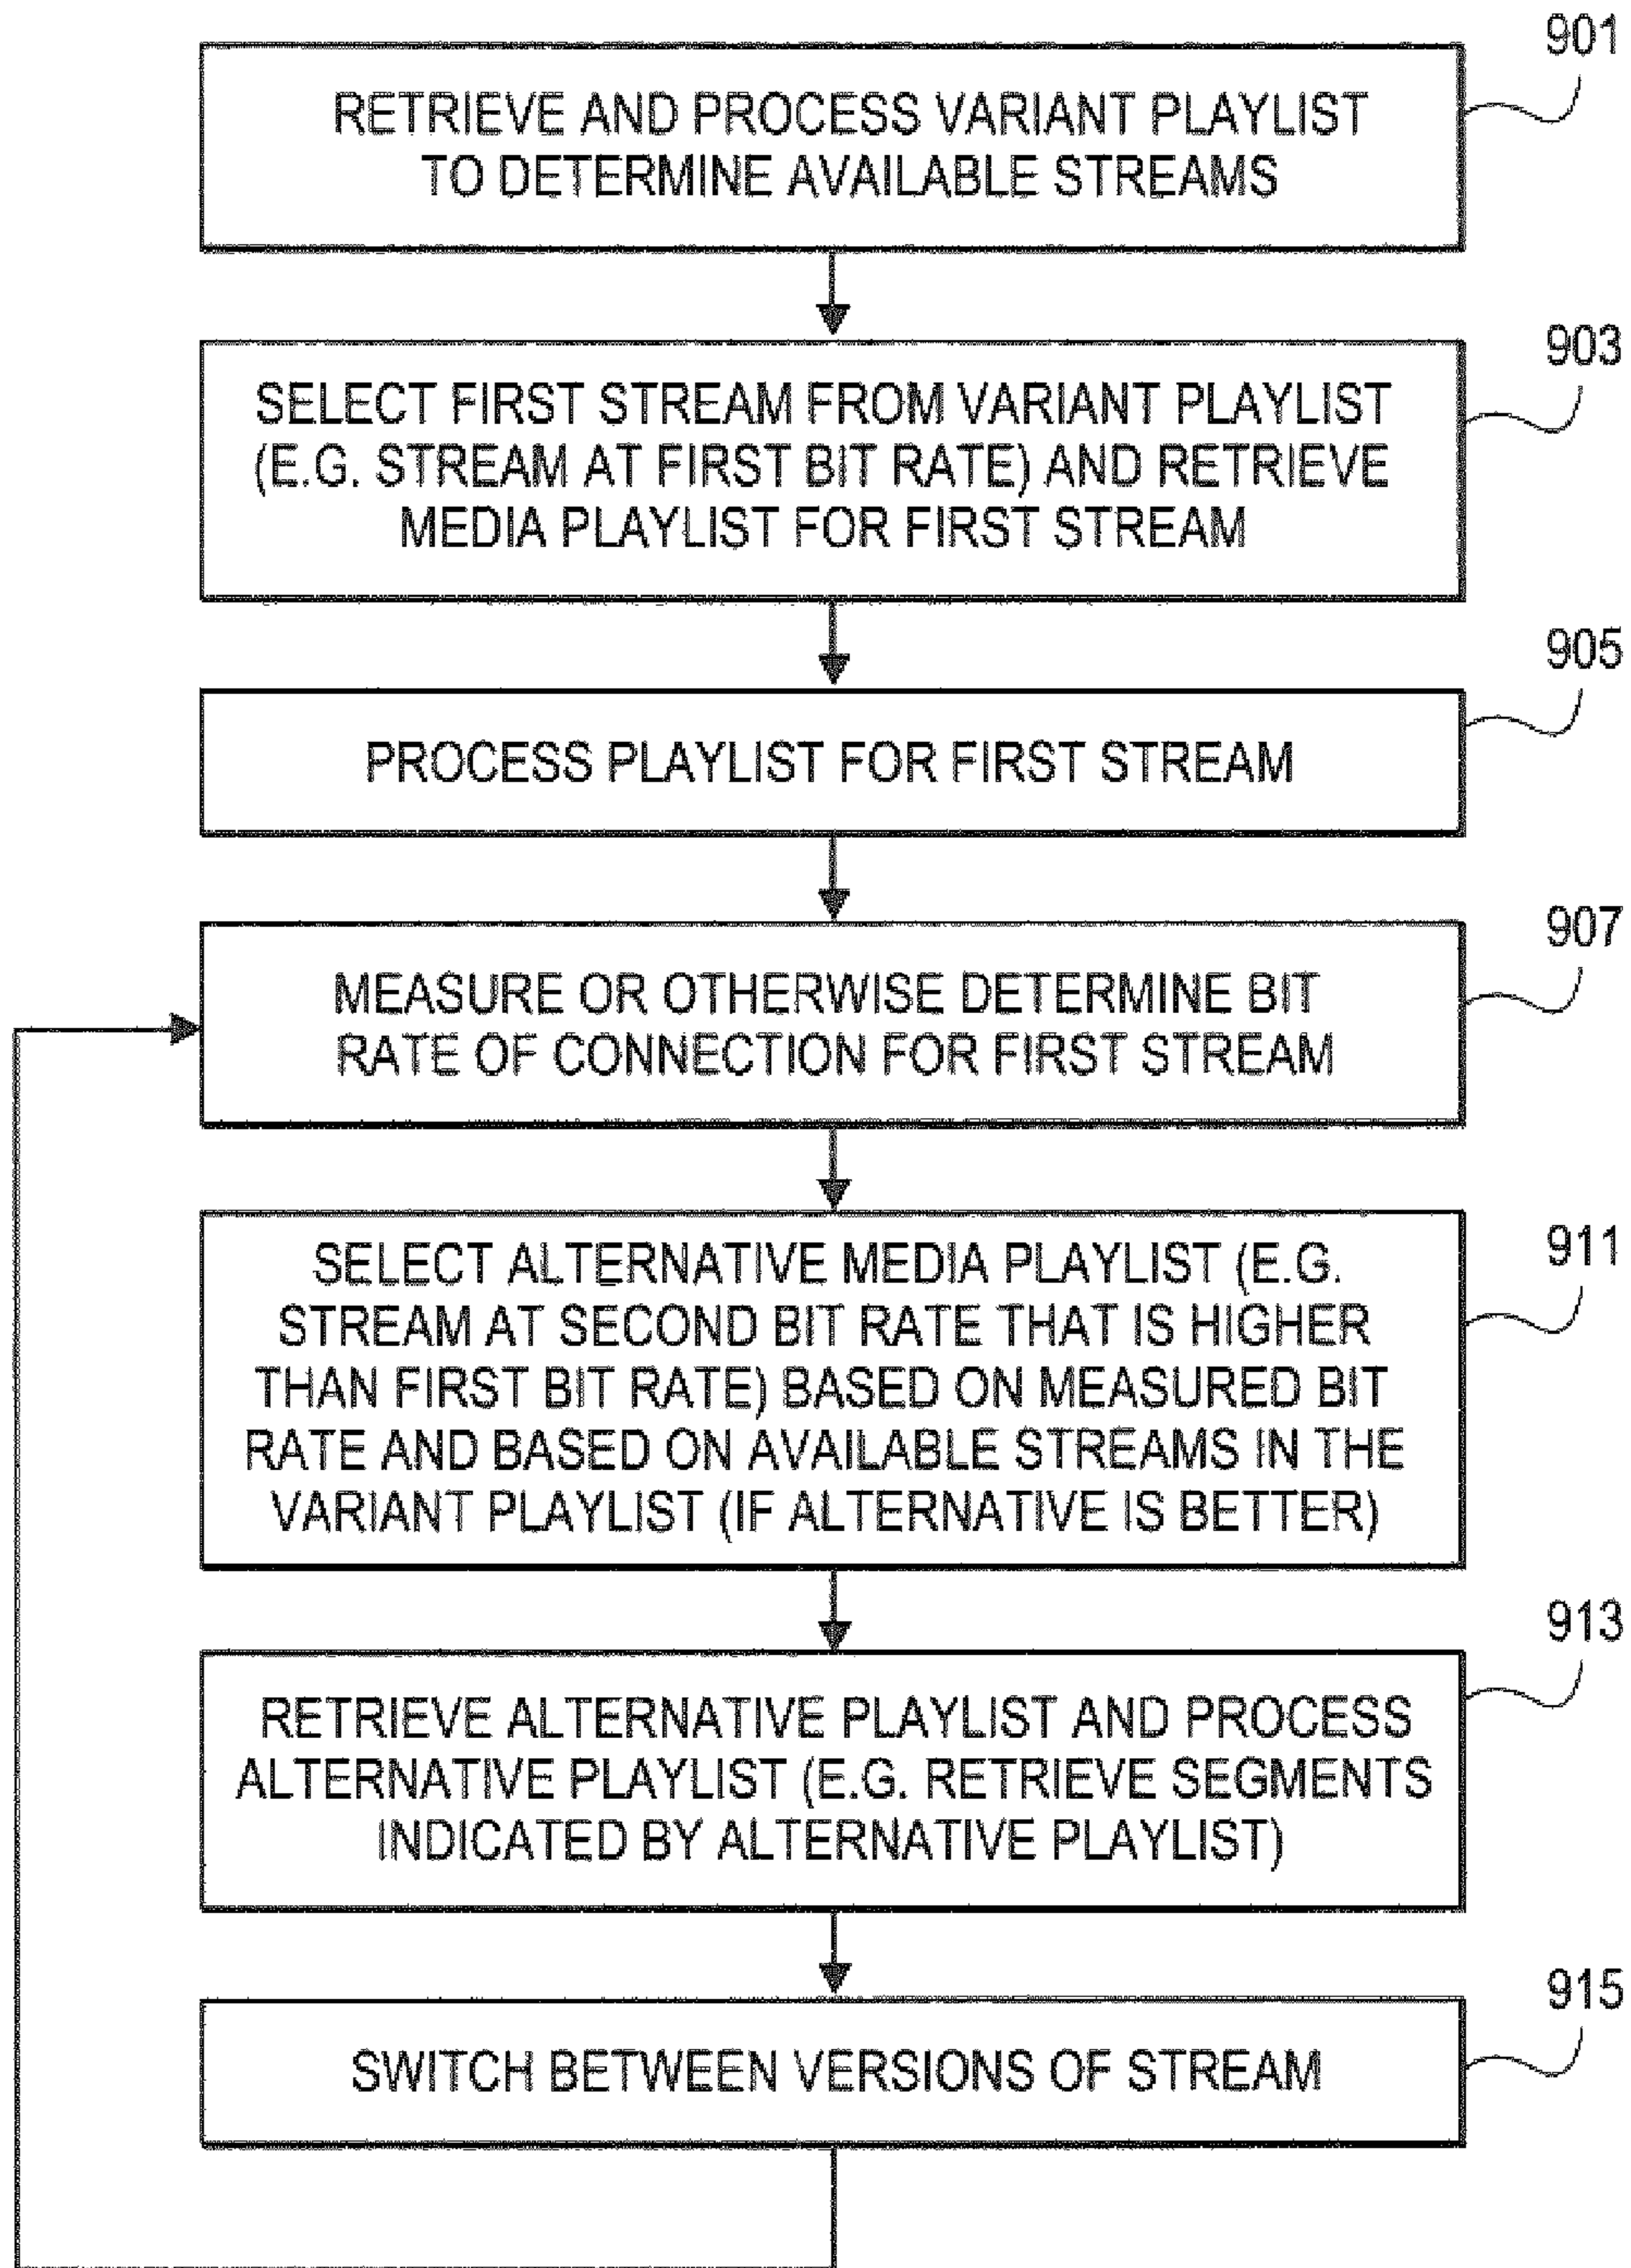 901
RETRIEVE AND PROCESS VARIANT PLAYLIST
TO DETERMINE AVAILABLE STREAMS
903
SELECT FIRST STREAM FROM VARIANT PLAYLIST
(E.G. STREAM AT FIRST BIT RATE) AND RETRIEVE
MEDIA PLAYLIST FOR FIRST STREAM
905
PROCESS PLAYLIST FOR FIRST STREAM
907
MEASURE OR OTHERWISE DETERMINE BIT
RATE OF CONNECTION FOR FIRST STREAM
911
SELECT ALTERNATIVE MEDIA PLAYLIST (E.G.
STREAM AT SECOND BIT RATE THAT IS HIGHER
THAN FIRST BIT RATE) BASED ON MEASURED BIT
RATE AND BASED ON AVAILABLE STREAMS IN THE
VARIANT PLAYLIST (IF ALTERNATIVE IS BETTER)
913
RETRIEVE ALTERNATIVE PLAYLIST AND PROCESS
ALTERNATIVE PLAYLIST (E.G. RETRIEVE SEGMENTS
INDICATED BY ALTERNATIVE PLAYLIST)
915
SWITCH BETWEEN VERSIONS OF STREAM